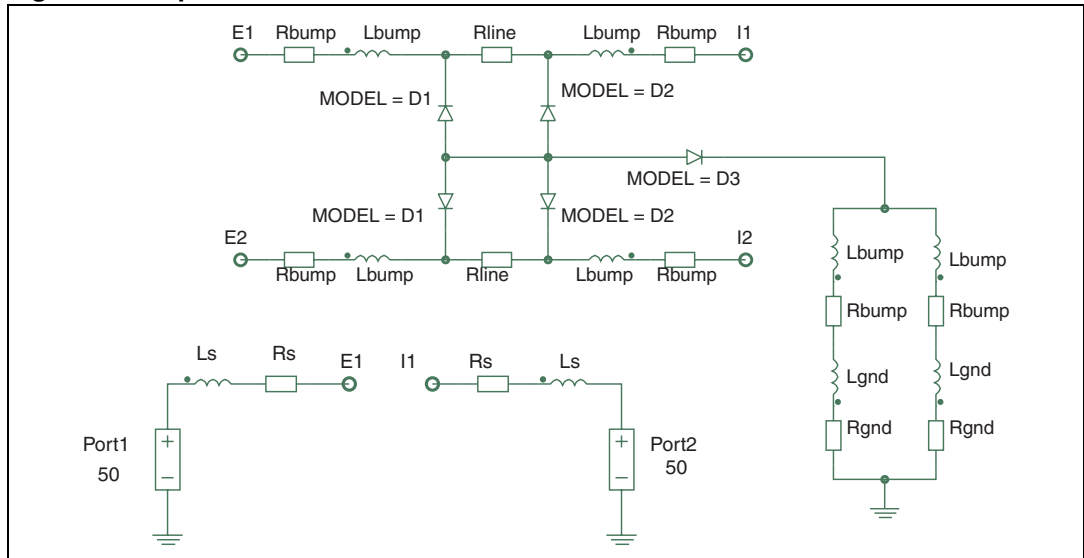 E1 Rbump Lbump Rline Lbump Rbump I1
MODEL = D1 MODEL = D2
MODEL = D3
MODEL = D1 MODEL = D2
E2 I2
Rbump Lbump Rline Lbump Rbump
Lbump Lbump
Rbump Rbump
Lgnd Lgnd
Rgnd Rgnd
Ls Rs E1 I1 Rs Ls
+ +
Port1 Port2
50 50
− −